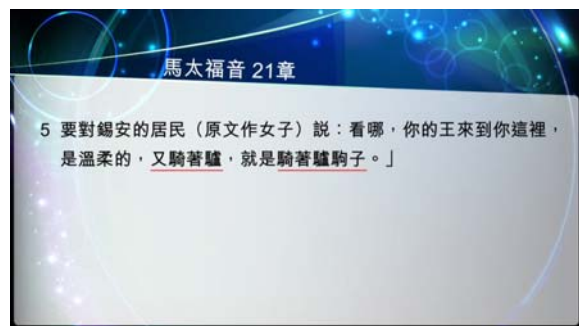 馬太福音 21章
5 要對錫安的居民（原文作女子）説：看哪，你的王來到你這裡，
是溫柔的，又騎著驢，就是騎著驢駒子。」